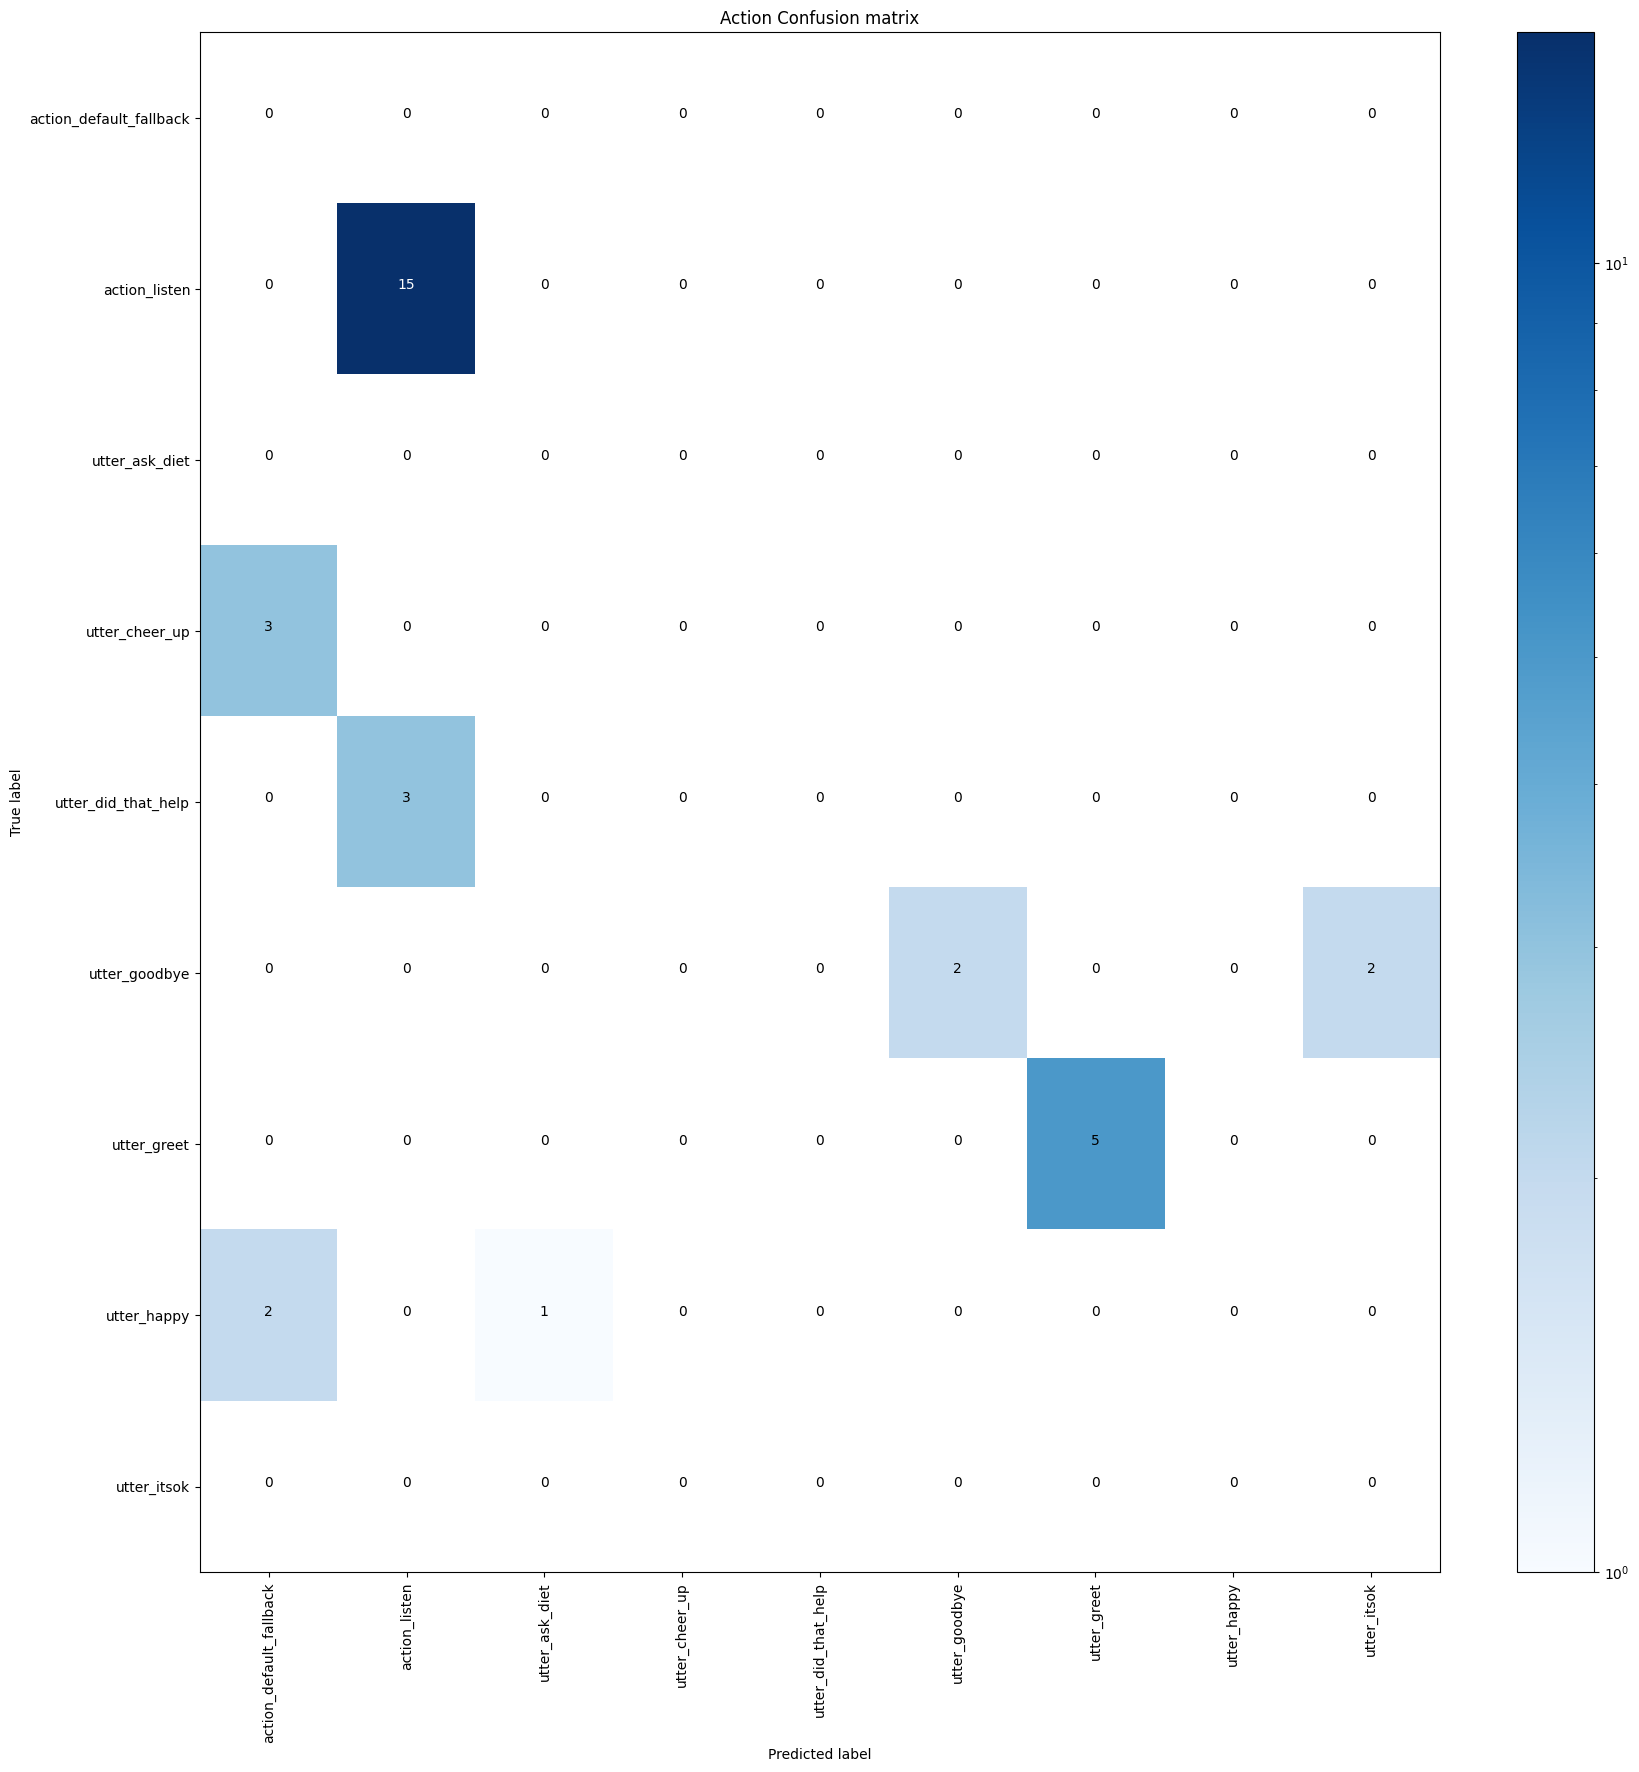 Action Confusion matrix
action_default_fallback 0 0 0 0 0 0 0 0 0
action_listen 0 15 0 0 0 0 0 0 0
utter_ask_diet 0 0 0 0 0 0 0 0 0
utter_cheer_up 3 0 0 0 0 0 0 0 0
utter_did_that_help 0 3 0 0 0 0 0 0 0
utter_goodbye 0 0 0 0 0 2 0 0 2
utter_greet 0 0 0 0 0 0 5 0 0
utter_happy 2 0 1 0 0 0 0 0 0
utter_itsok 0 0 0 0 0 0 0 0 0
True label
action_default_fallback
action_listen
utter_ask_diet
utter_cheer_up
utter_did_that_help
utter_goodbye
utter_greet
utter_happy
utter_itsok
Predicted label
10¹
10⁰